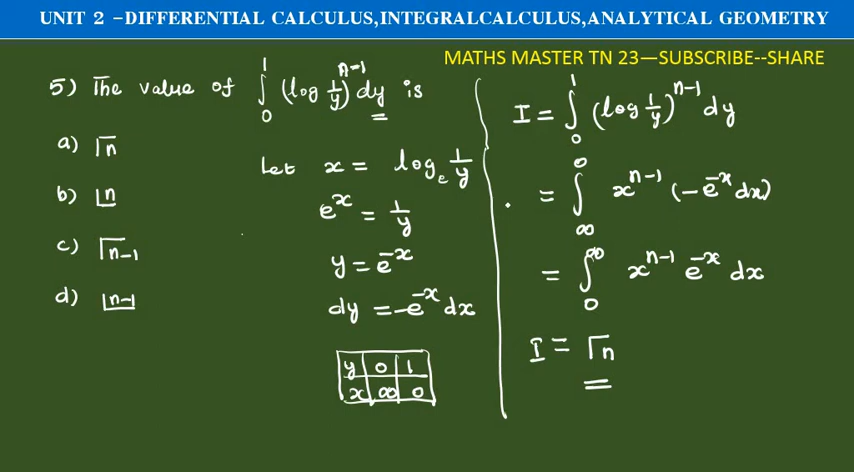 UNIT 2 –DIFFERENTIAL CALCULUS,INTEGRALCALCULUS,ANALYTICAL GEOMETRY
MATHS MASTER TN 23—SUBSCRIBE--SHARE
5) The value of ∫₀¹ (log 1/y)ⁿ⁻¹ dy is
a) Γn
b) ⌊n
c) Γn-1
d) ⌊n-1
Let x = logₑ 1/y
eˣ = 1/y
y = e⁻ˣ
dy = -e⁻ˣ dx
y 0 1
x ∞ 0
I = ∫₀¹ (log 1/y)ⁿ⁻¹ dy
= ∫ from ∞ to 0 xⁿ⁻¹ (-e⁻ˣ dx)
= ∫₀^∞ xⁿ⁻¹ e⁻ˣ dx
I = Γn